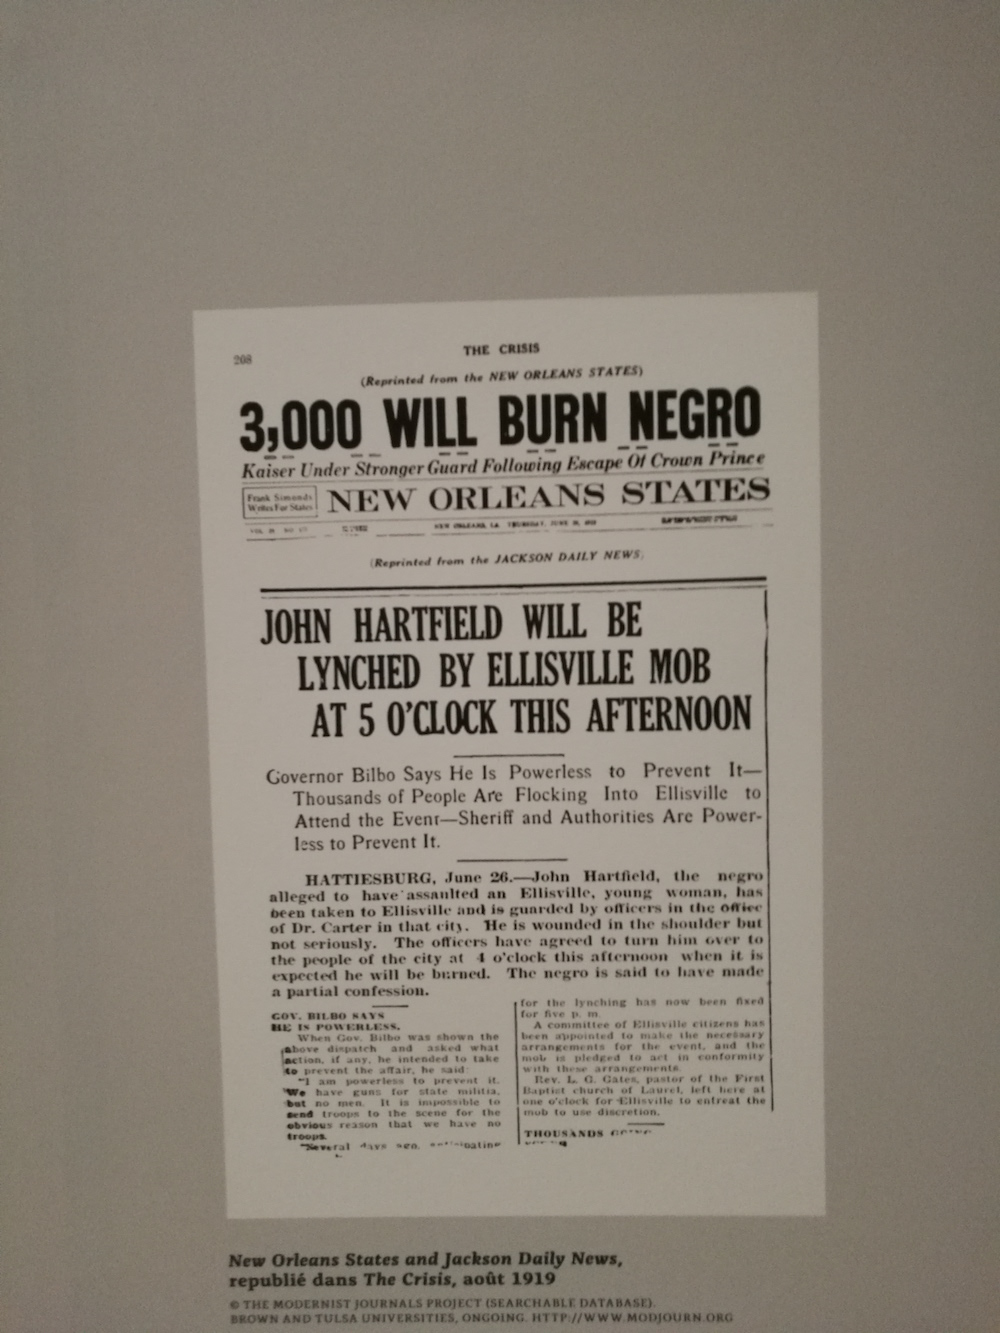 208
THE CRISIS
(Reprinted from the NEW ORLEANS STATES)
3,000 WILL BURN NEGRO
Kaiser Under Stronger Guard Following Escape Of Crown Prince
Frank Simonds
Writes For States
NEW ORLEANS STATES
(Reprinted from the JACKSON DAILY NEWS)
JOHN HARTFIELD WILL BE
LYNCHED BY ELLISVILLE MOB
AT 5 O'CLOCK THIS AFTERNOON
Governor Bilbo Says He Is Powerless to Prevent It—
Thousands of People Are Flocking Into Ellisville to
Attend the Event—Sheriff and Authorities Are Power-
less to Prevent It.
HATTIESBURG, June 26.—John Hartfield, the negro
alleged to have assaulted an Ellisville, young woman, has
been taken to Ellisville and is guarded by officers in the office
of Dr. Carter in that city. He is wounded in the shoulder but
not seriously. The officers have agreed to turn him over to
the people of the city at 4 o'clock this afternoon when it is
expected he will be burned. The negro is said to have made
a partial confession.
GOV. BILBO SAYS
HE IS POWERLESS.
When Gov. Bilbo was shown the
above dispatch and asked what
action, if any, he intended to take
to prevent the affair, he said:
"I am powerless to prevent it.
We have guns for state militia,
but no men. It is impossible to
send troops to the scene for the
obvious reason that we have no
troops.
"Several days ago,
for the lynching has now been fixed
for five p. m.
A committee of Ellisville citizens has
been appointed to make the necessary
arrangements for the event, and the
mob is pledged to act in conformity
with these arrangements.
Rev. L. G. Gates, pastor of the First
Baptist church of Laurel, left here at
one o'clock for Ellisville to entreat the
mob to use discretion.
THOUSANDS
New Orleans States and Jackson Daily News,
republié dans The Crisis, août 1919
© THE MODERNIST JOURNALS PROJECT (SEARCHABLE DATABASE).
BROWN AND TULSA UNIVERSITIES, ONGOING. HTTP://WWW.MODJOURN.ORG